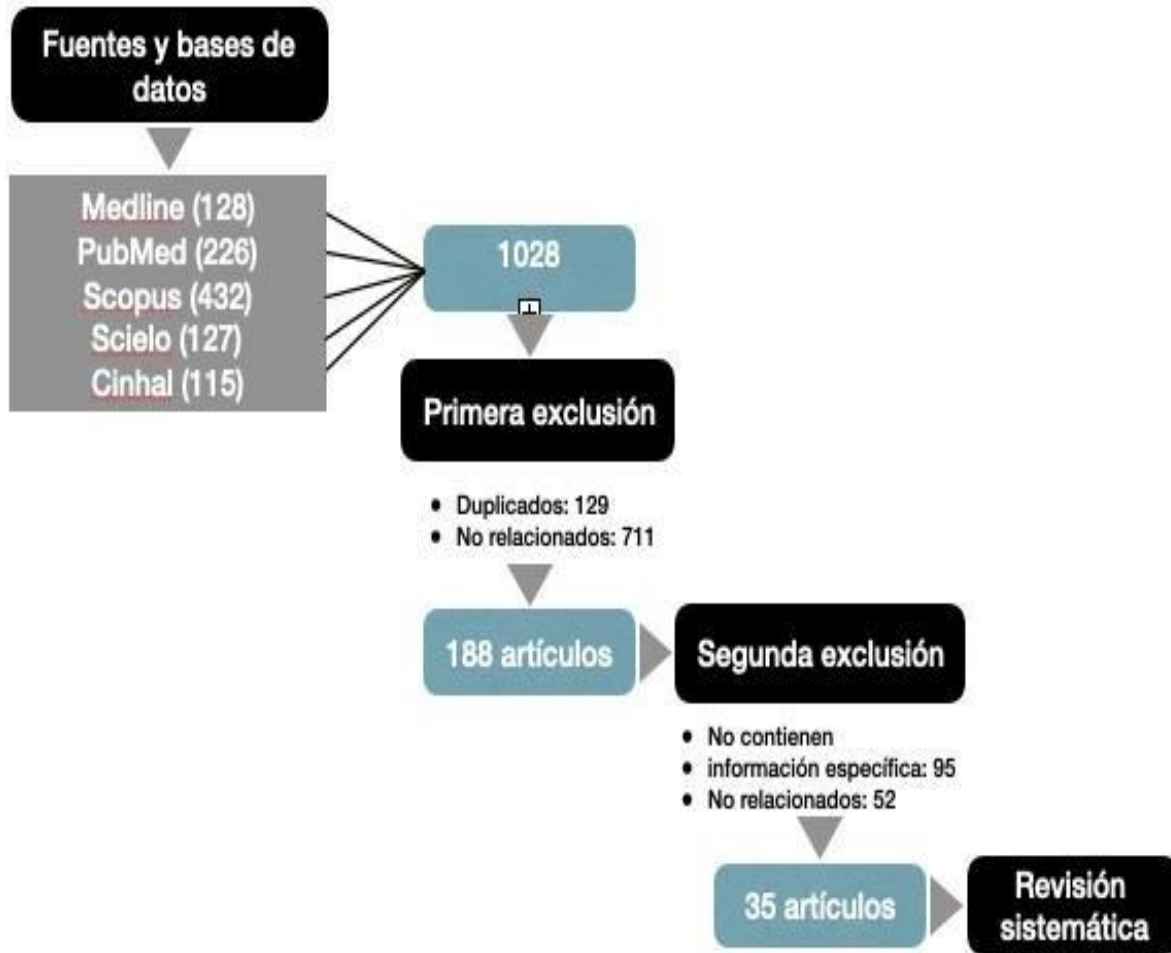 Fuentes y bases de
datos
Medline (128)
PubMed (226)
Scopus (432)
Scielo (127)
Cinhal (115)
1028
Primera exclusión
• Duplicados: 129
• No relacionados: 711
188 artículos
Segunda exclusión
• No contienen
• información específica: 95
• No relacionados: 52
35 artículos
Revisión
sistemática